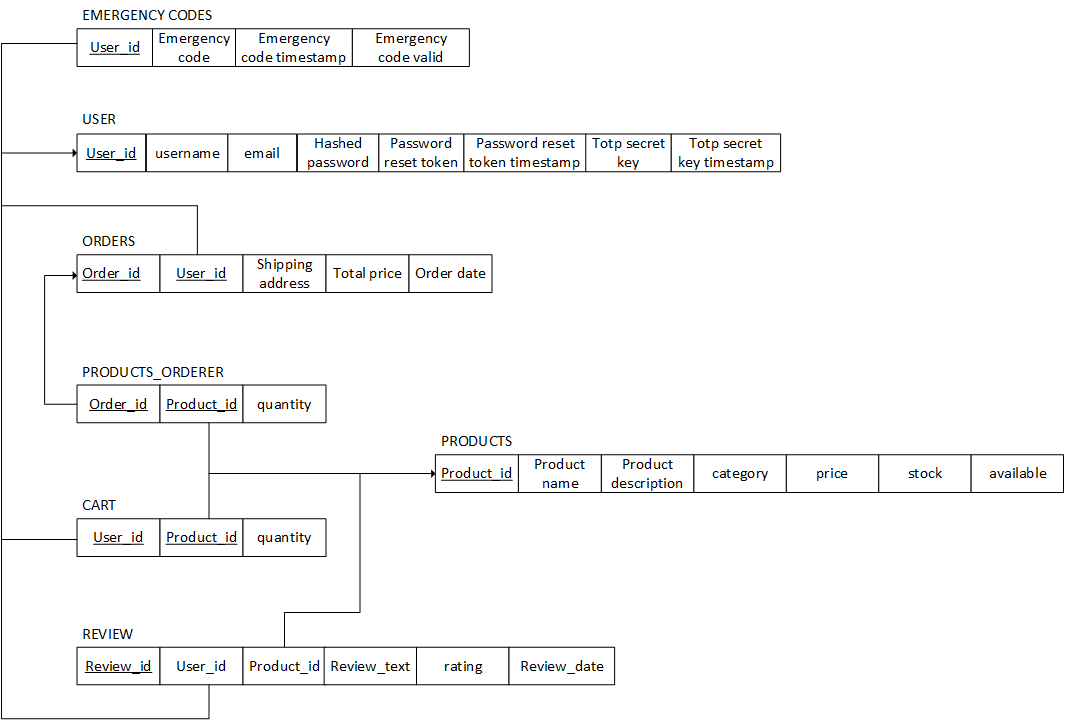 EMERGENCY CODES
User_id
Emergency
code
Emergency
code timestamp
Emergency
code valid
USER
User_id
username
email
Hashed
password
Password
reset token
Password reset
token timestamp
Totp secret
key
Totp secret
key timestamp
ORDERS
Order_id
User_id
Shipping
address
Total price
Order date
PRODUCTS_ORDERER
Order_id
Product_id
quantity
PRODUCTS
Product_id
Product
name
Product
description
category
price
stock
available
CART
User_id
Product_id
quantity
REVIEW
Review_id
User_id
Product_id
Review_text
rating
Review_date